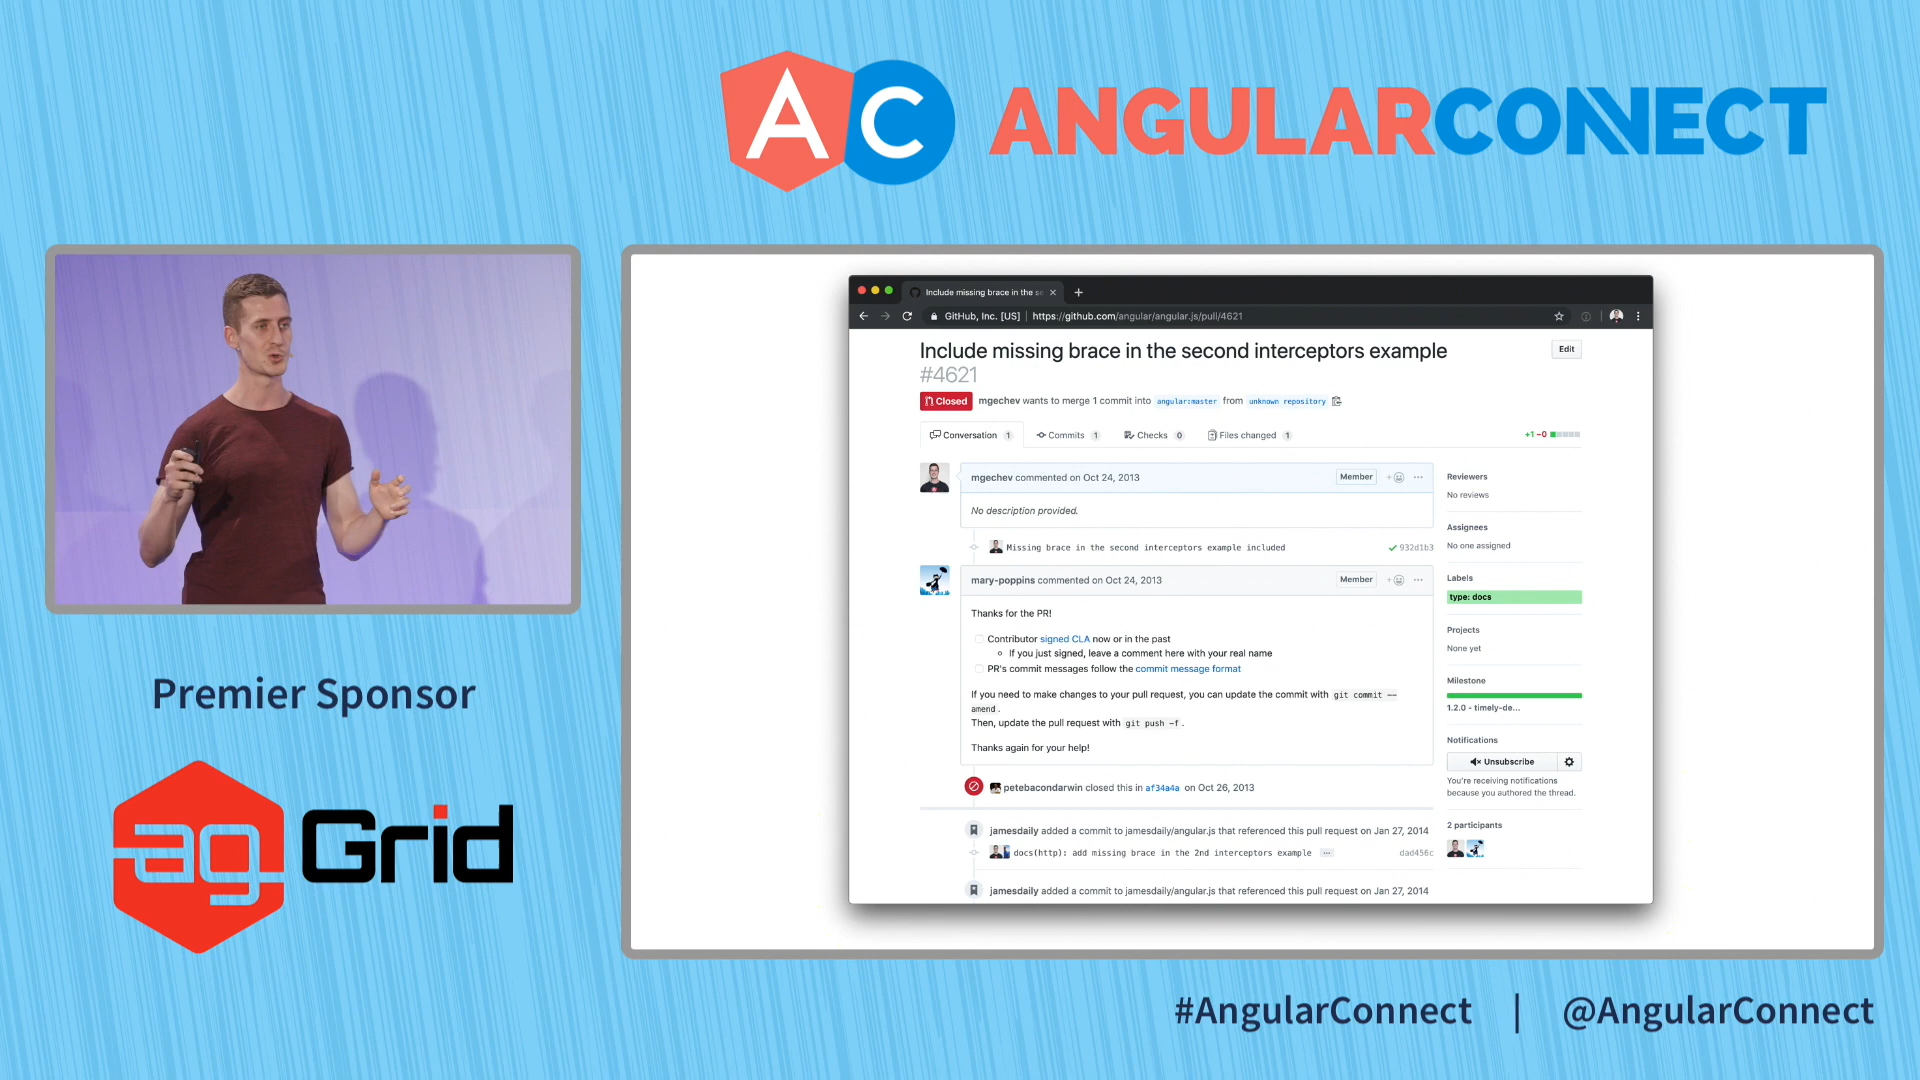 AC ANGULARCONNECT
Include missing brace in the se
GitHub, Inc. [US] | https://github.com/angular/angular.js/pull/4621
Include missing brace in the second interceptors example
#4621
Edit
Closed mgechev wants to merge 1 commit into angular:master from unknown repository
Conversation 1 Commits 1 Checks 0 Files changed 1 +1 −0
mgechev commented on Oct 24, 2013 Member
No description provided.
Missing brace in the second interceptors example included 932d1b3
mary-poppins commented on Oct 24, 2013 Member
Thanks for the PR!
Contributor signed CLA now or in the past
If you just signed, leave a comment here with your real name
PR's commit messages follow the commit message format
If you need to make changes to your pull request, you can update the commit with git commit --
amend.
Then, update the pull request with git push -f.
Thanks again for your help!
petebacondarwin closed this in af34a4a on Oct 26, 2013
jamesdaily added a commit to jamesdaily/angular.js that referenced this pull request on Jan 27, 2014
docs(http): add missing brace in the 2nd interceptors example ... dad456c
jamesdaily added a commit to jamesdaily/angular.js that referenced this pull request on Jan 27, 2014
Reviewers
No reviews
Assignees
No one assigned
Labels
type: docs
Projects
None yet
Milestone
1.2.0 - timely-de...
Notifications
Unsubscribe
You're receiving notifications
because you authored the thread.
2 participants
Premier Sponsor
ag Grid
#AngularConnect | @AngularConnect